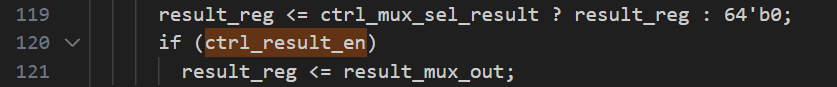 119 result_reg <= ctrl_mux_sel_result ? result_reg : 64'b0;
120 if (ctrl_result_en)
121 result_reg <= result_mux_out;